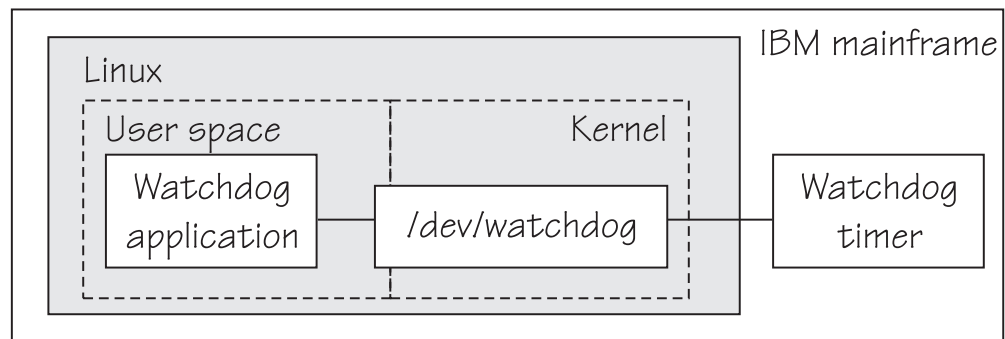 IBM mainframe
Linux
User space
Kernel
Watchdog
application
/dev/watchdog
Watchdog
timer